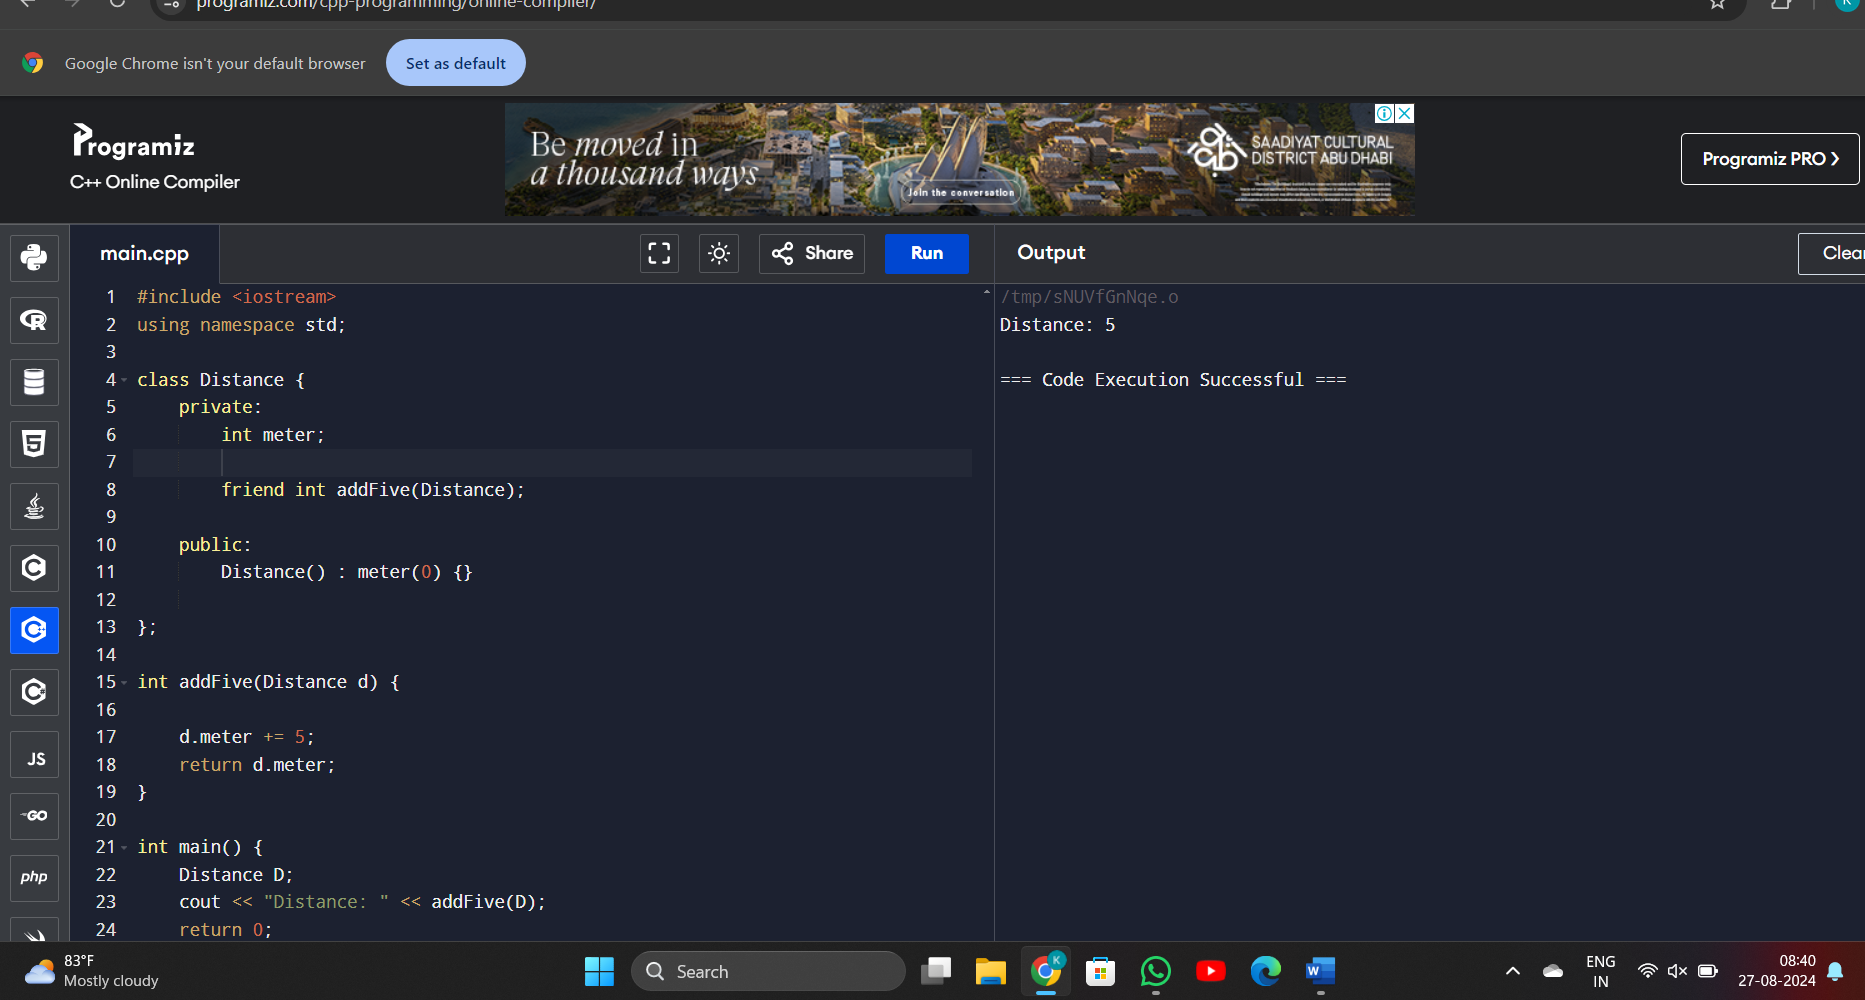 programiz.com/cpp-programming/online-compiler/
K
Google Chrome isn't your default browser
Set as default
Programiz
C++ Online Compiler
Be moved in
a thousand ways
Join the conversation
SAADIYAT CULTURAL
DISTRICT ABU DHABI
Programiz PRO
main.cpp
Share
Run
Output
Clear
1 #include <iostream>
2 using namespace std;
3
4 class Distance {
5 private:
6 int meter;
7
8 friend int addFive(Distance);
9
10 public:
11 Distance() : meter(0) {}
12
13 };
14
15 int addFive(Distance d) {
16
17 d.meter += 5;
18 return d.meter;
19 }
20
21 int main() {
22 Distance D;
23 cout << "Distance: " << addFive(D);
24 return 0;
/tmp/sNUVfGnNqe.o
Distance: 5
=== Code Execution Successful ===
R
5
C
C++
C#
JS
GO
php
83°F
Mostly cloudy
Search
K
W
ENG
IN
08:40
27-08-2024